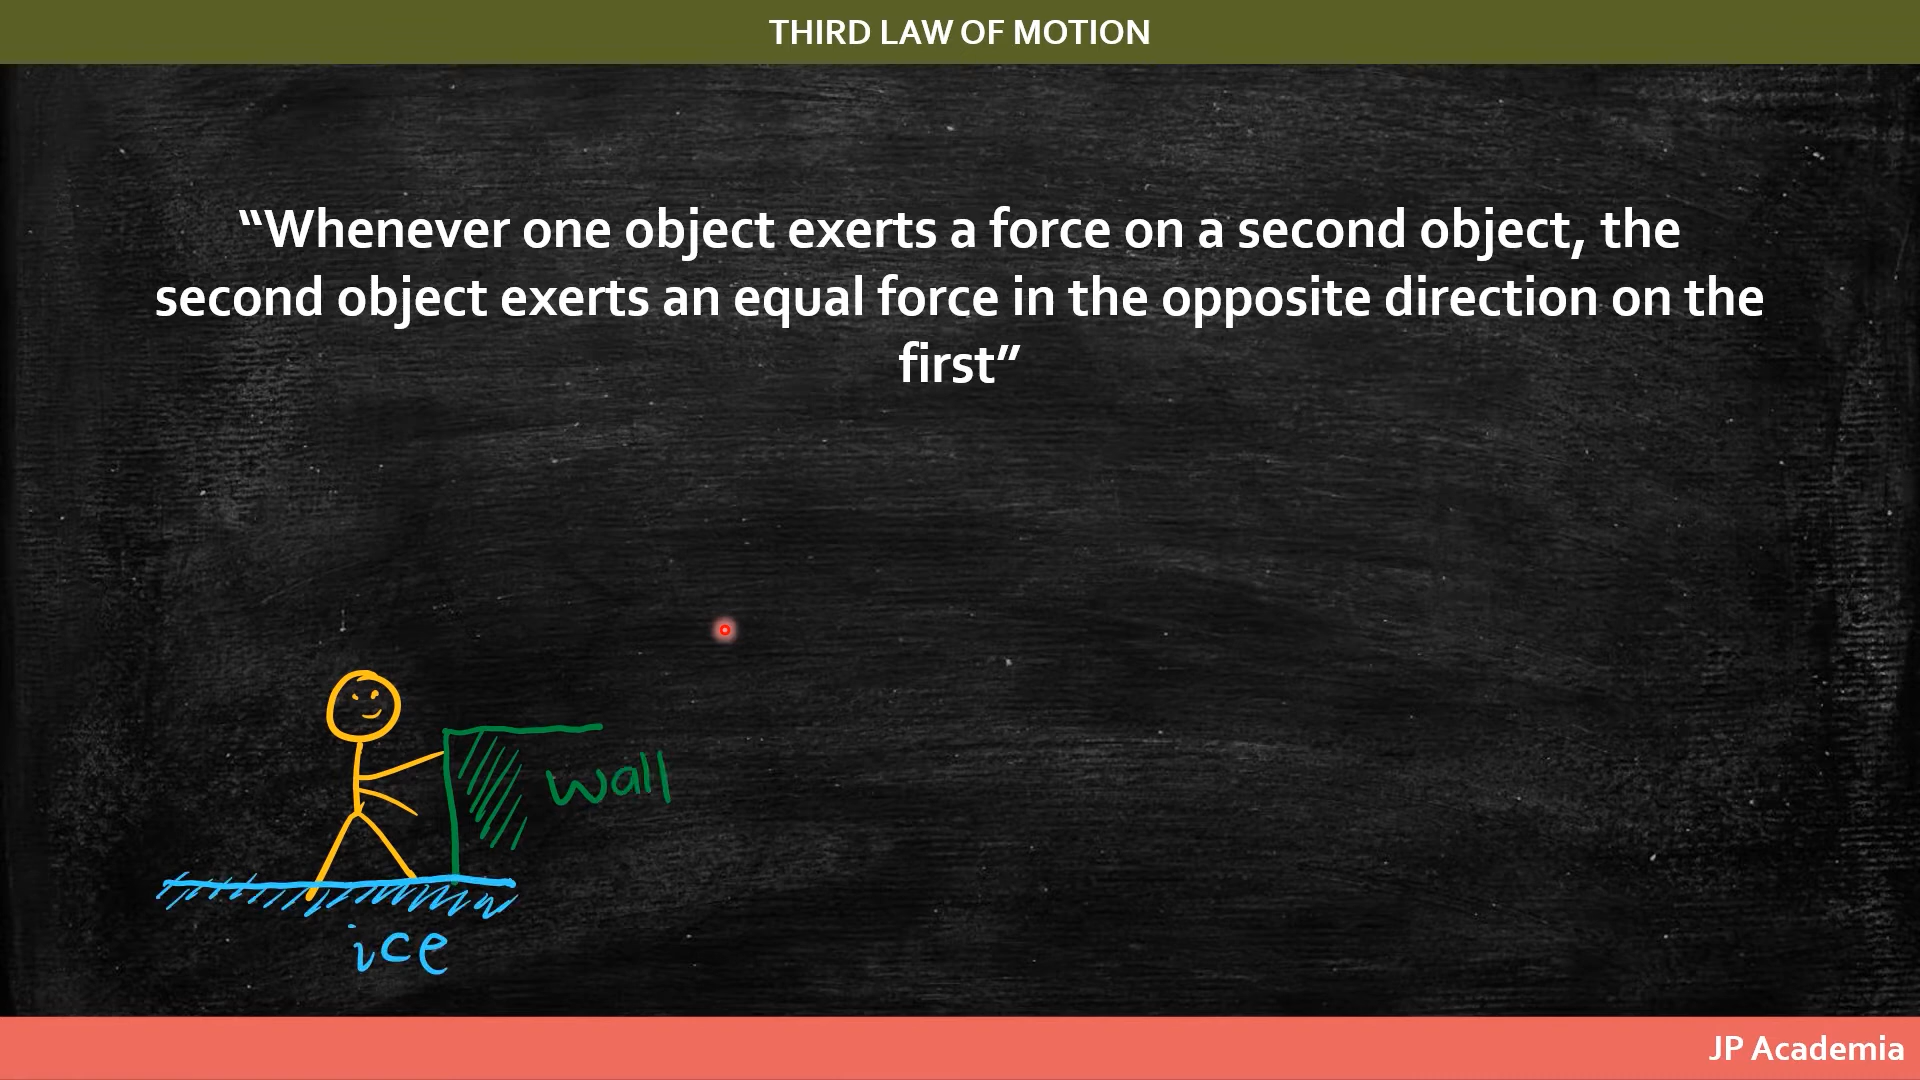 THIRD LAW OF MOTION
“Whenever one object exerts a force on a second object, the
second object exerts an equal force in the opposite direction on the
first”
wall
ice
JP Academia